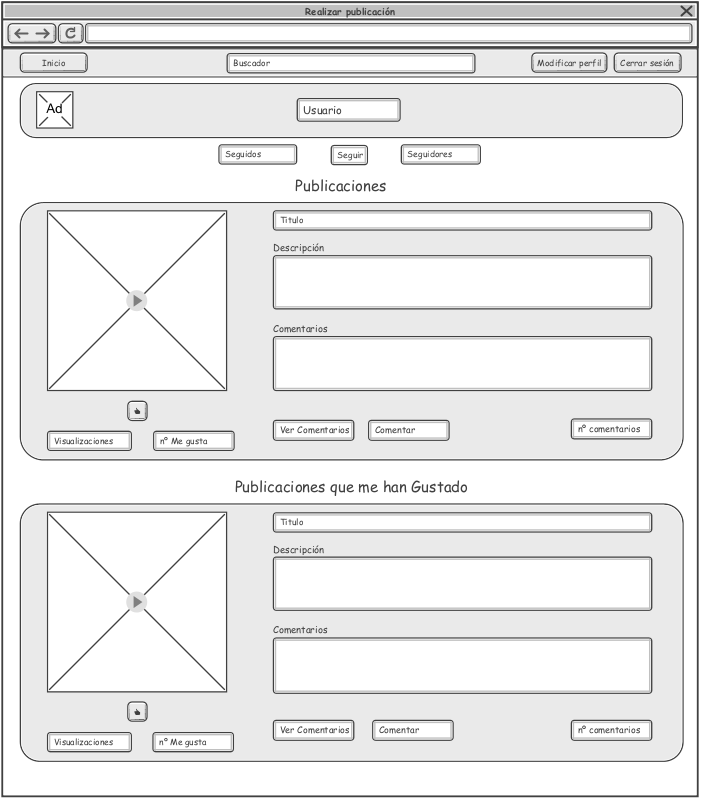 Realizar publicación
Inicio
Buscador
Modificar perfil
Cerrar sesión
Ad
Usuario
Seguidos
Seguir
Seguidores
Publicaciones
Titulo
Descripción
Comentarios
Ver Comentarios
Comentar
nº comentarios
Visualizaciones
nº Me gusta
Publicaciones que me han Gustado
Titulo
Descripción
Comentarios
Ver Comentarios
Comentar
nº comentarios
Visualizaciones
nº Me gusta